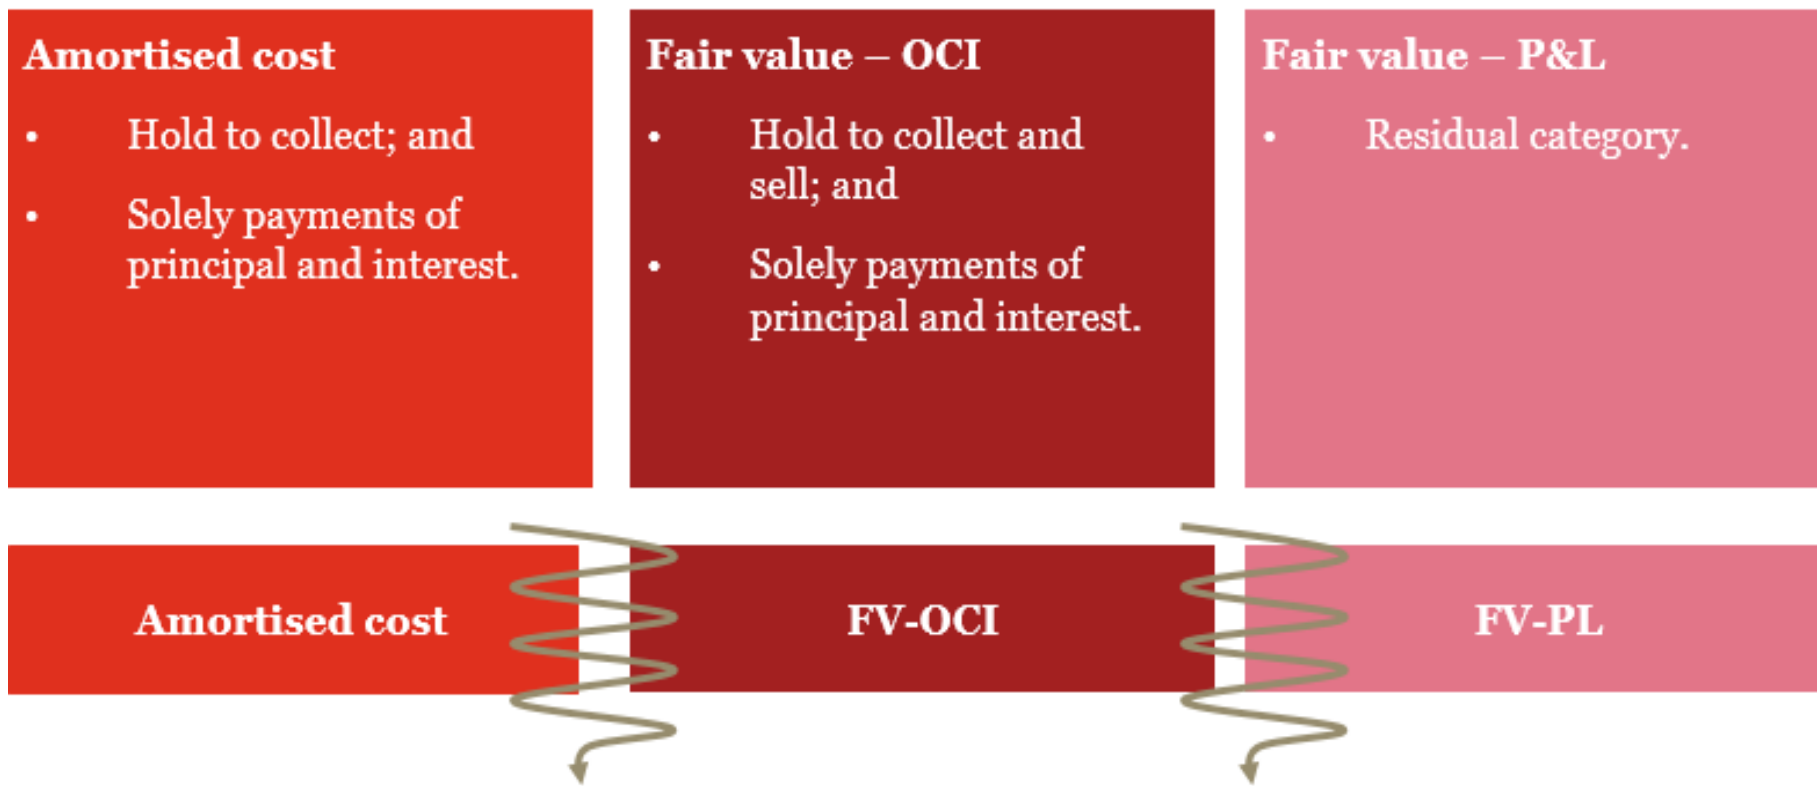 Amortised cost
• Hold to collect; and
• Solely payments of
principal and interest.
Fair value – OCI
• Hold to collect and
sell; and
• Solely payments of
principal and interest.
Fair value – P&L
• Residual category.
Amortised cost
FV-OCI
FV-PL